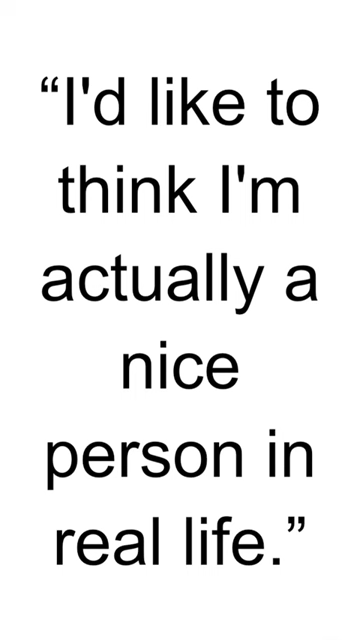 “I'd like to
think I'm
actually a
nice
person in
real life.”